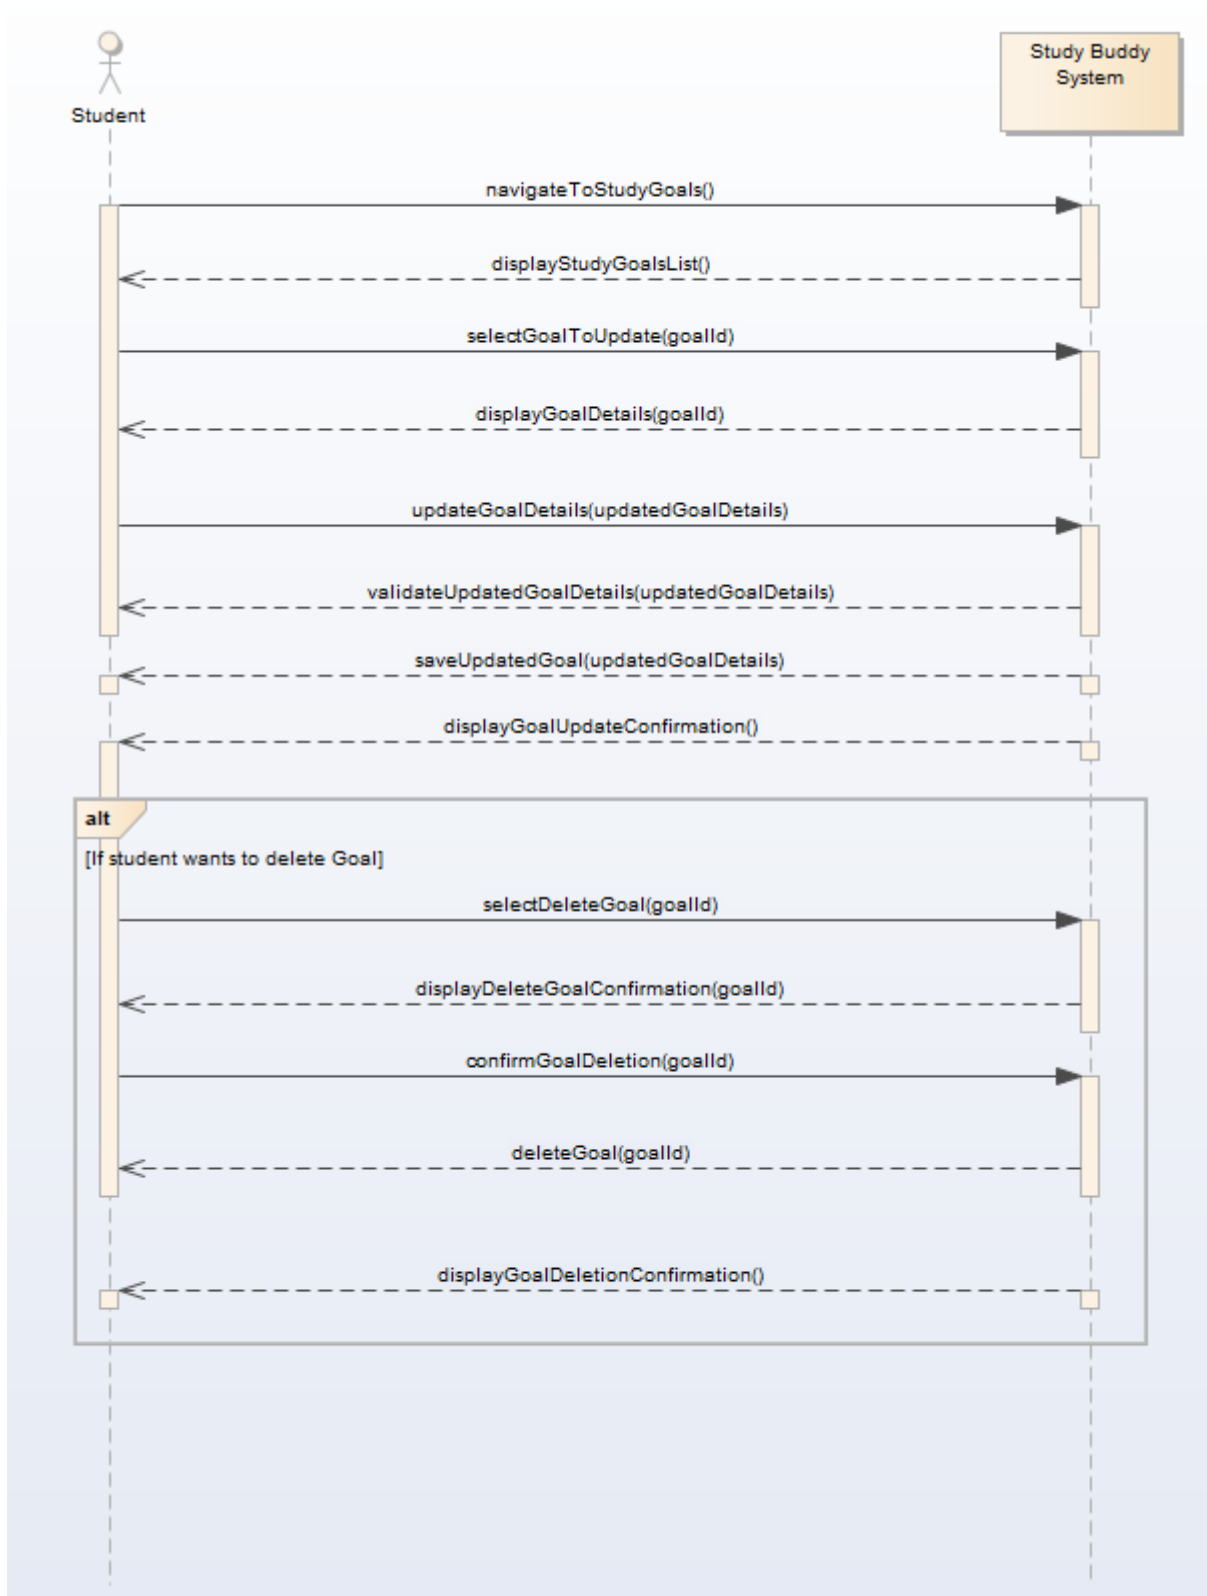 Study Buddy
System
Student
navigateToStudyGoals()
displayStudyGoalsList()
selectGoalToUpdate(goalId)
displayGoalDetails(goalId)
updateGoalDetails(updatedGoalDetails)
validateUpdatedGoalDetails(updatedGoalDetails)
saveUpdatedGoal(updatedGoalDetails)
displayGoalUpdateConfirmation()
alt
[If student wants to delete Goal]
selectDeleteGoal(goalId)
displayDeleteGoalConfirmation(goalId)
confirmGoalDeletion(goalId)
deleteGoal(goalId)
displayGoalDeletionConfirmation()